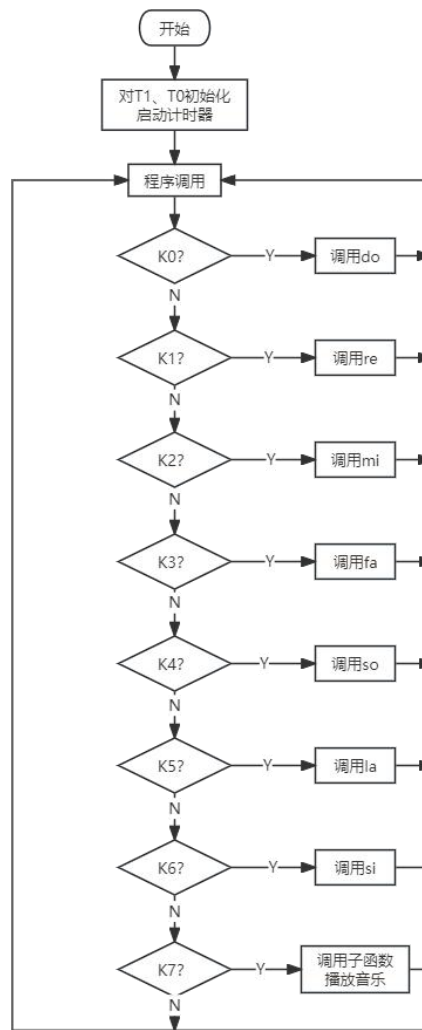 开始
对T1、T0初始化
启动计时器
程序调用
K0?
Y
调用do
N
K1?
Y
调用re
N
K2?
Y
调用mi
N
K3?
Y
调用fa
N
K4?
Y
调用so
N
K5?
Y
调用la
N
K6?
Y
调用si
N
K7?
Y
调用子函数
播放音乐
N